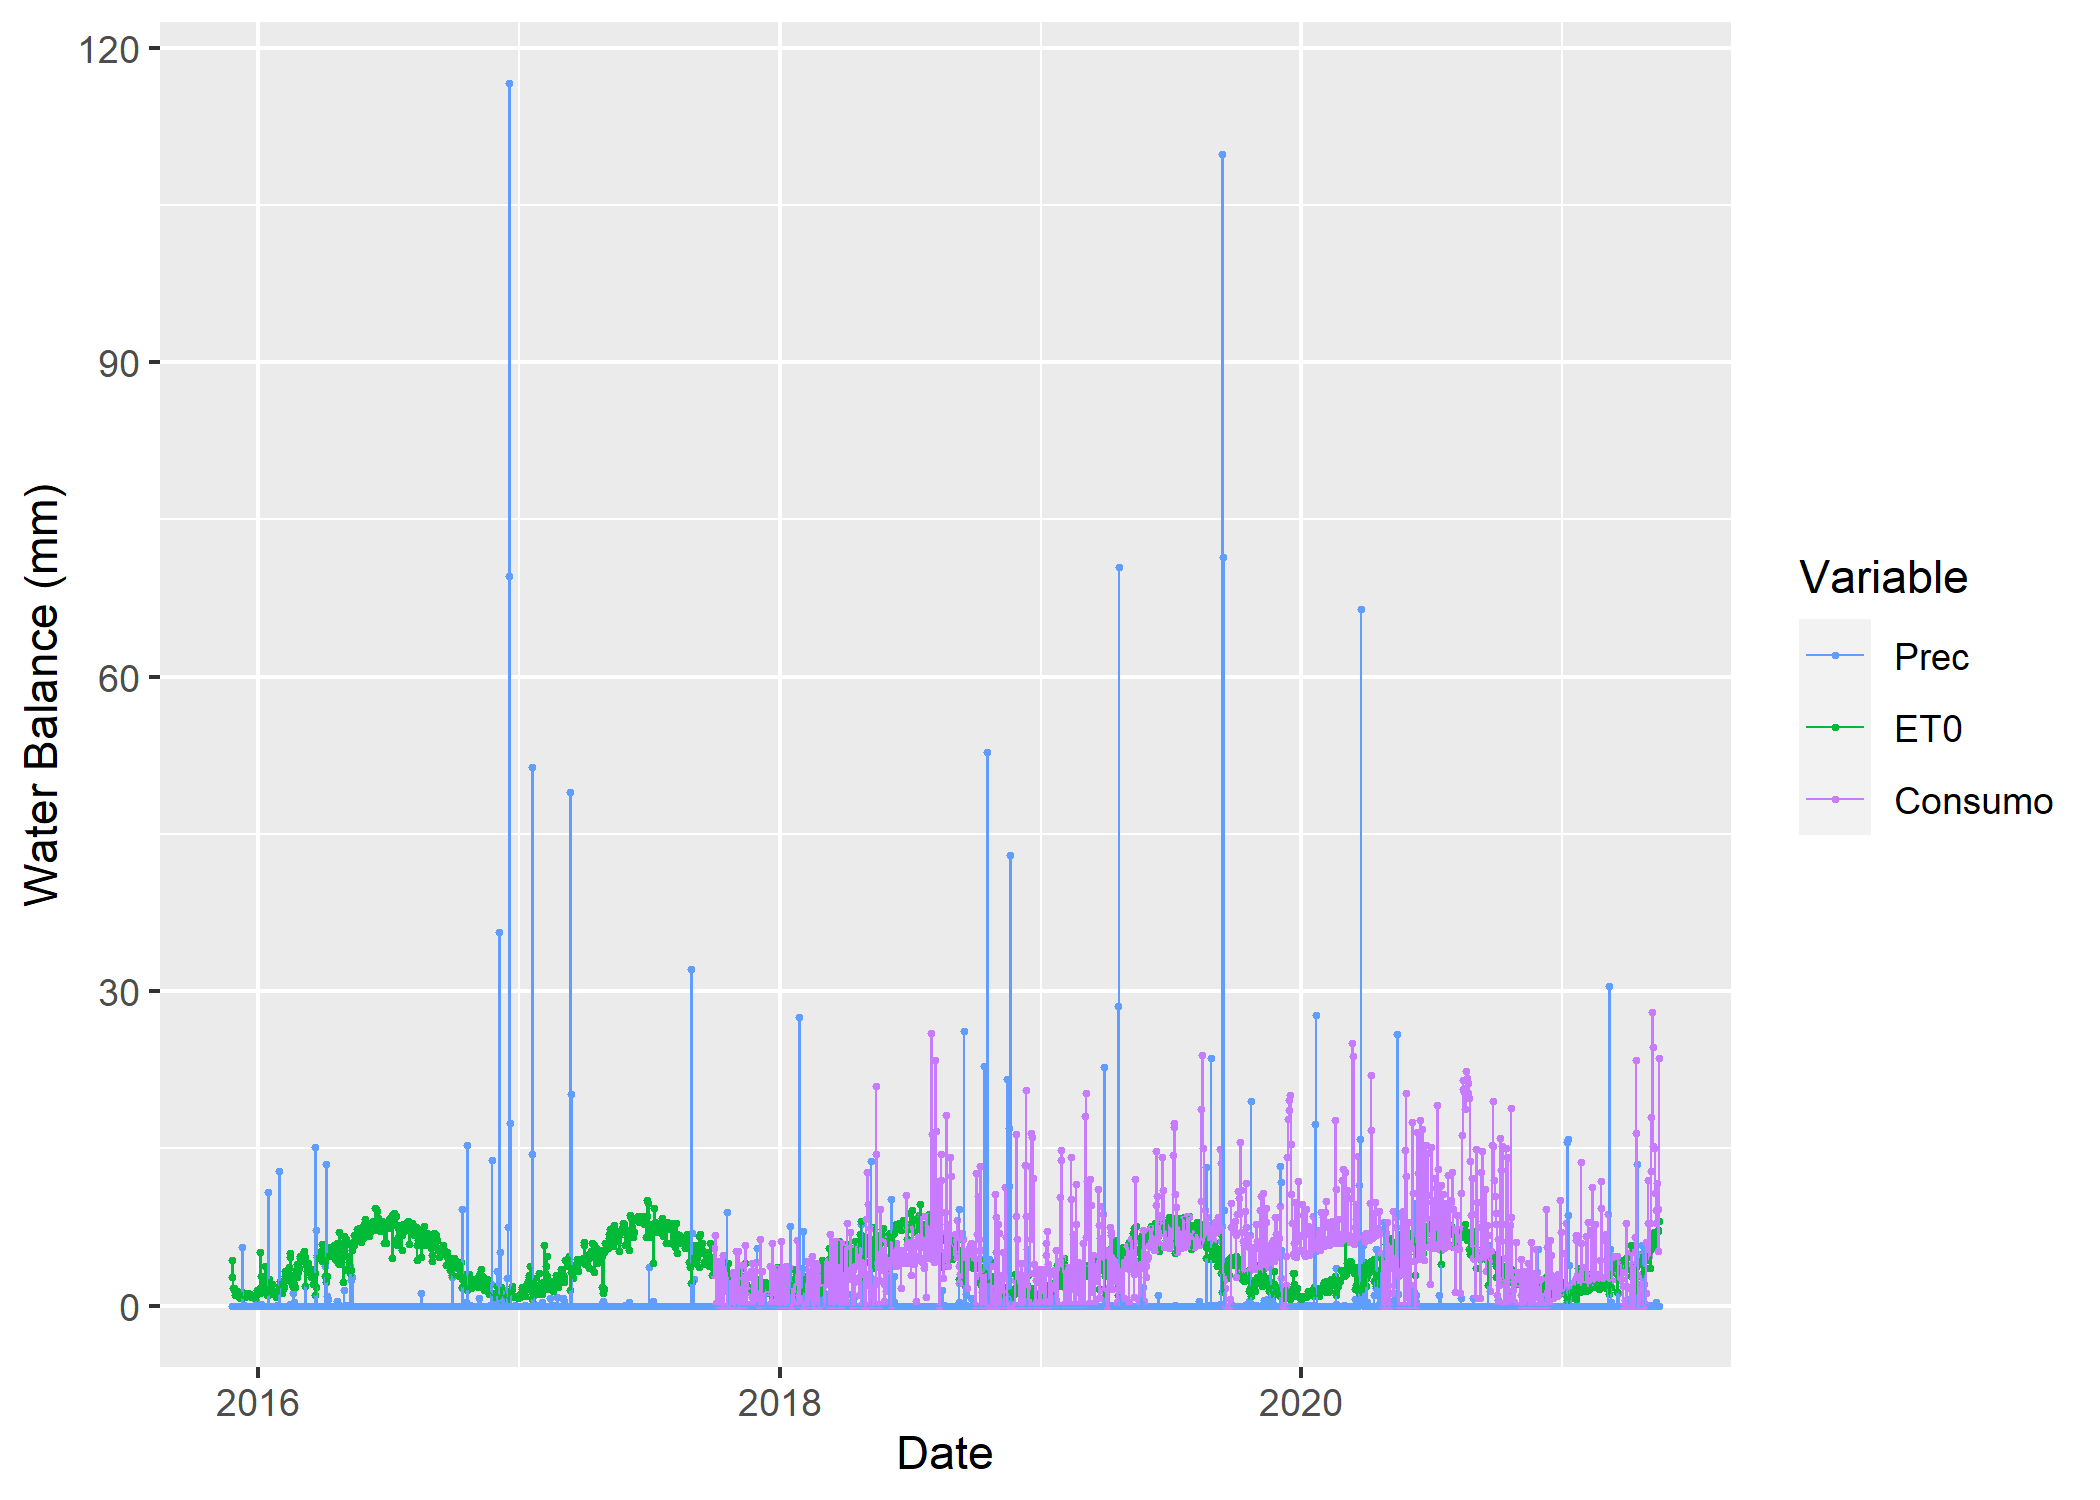 120
90
60
30
0
Water Balance (mm)
2016
2018
2020
Date
Variable
Prec
ET0
Consumo